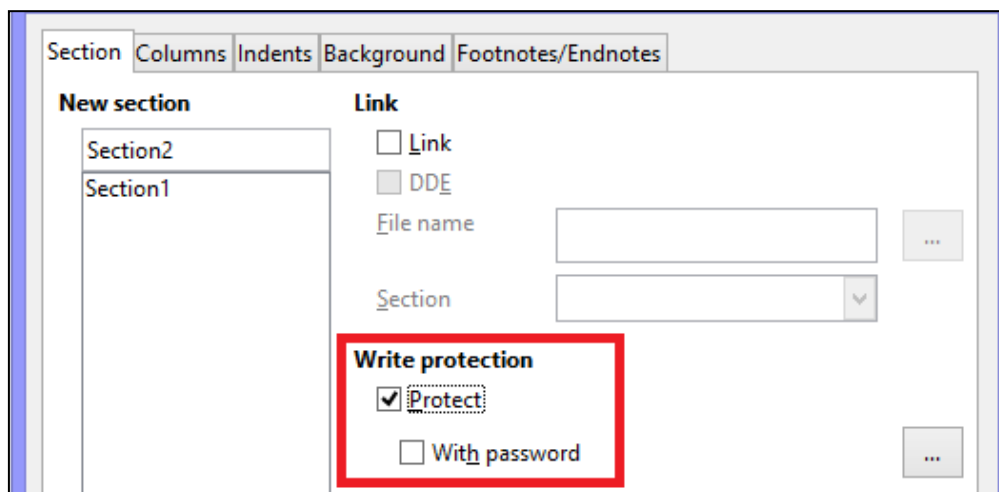 Section Columns Indents Background Footnotes/Endnotes
New section
Section2
Section1
Link
Link
DDE
File name ...
Section
Write protection
Protect
With password ...